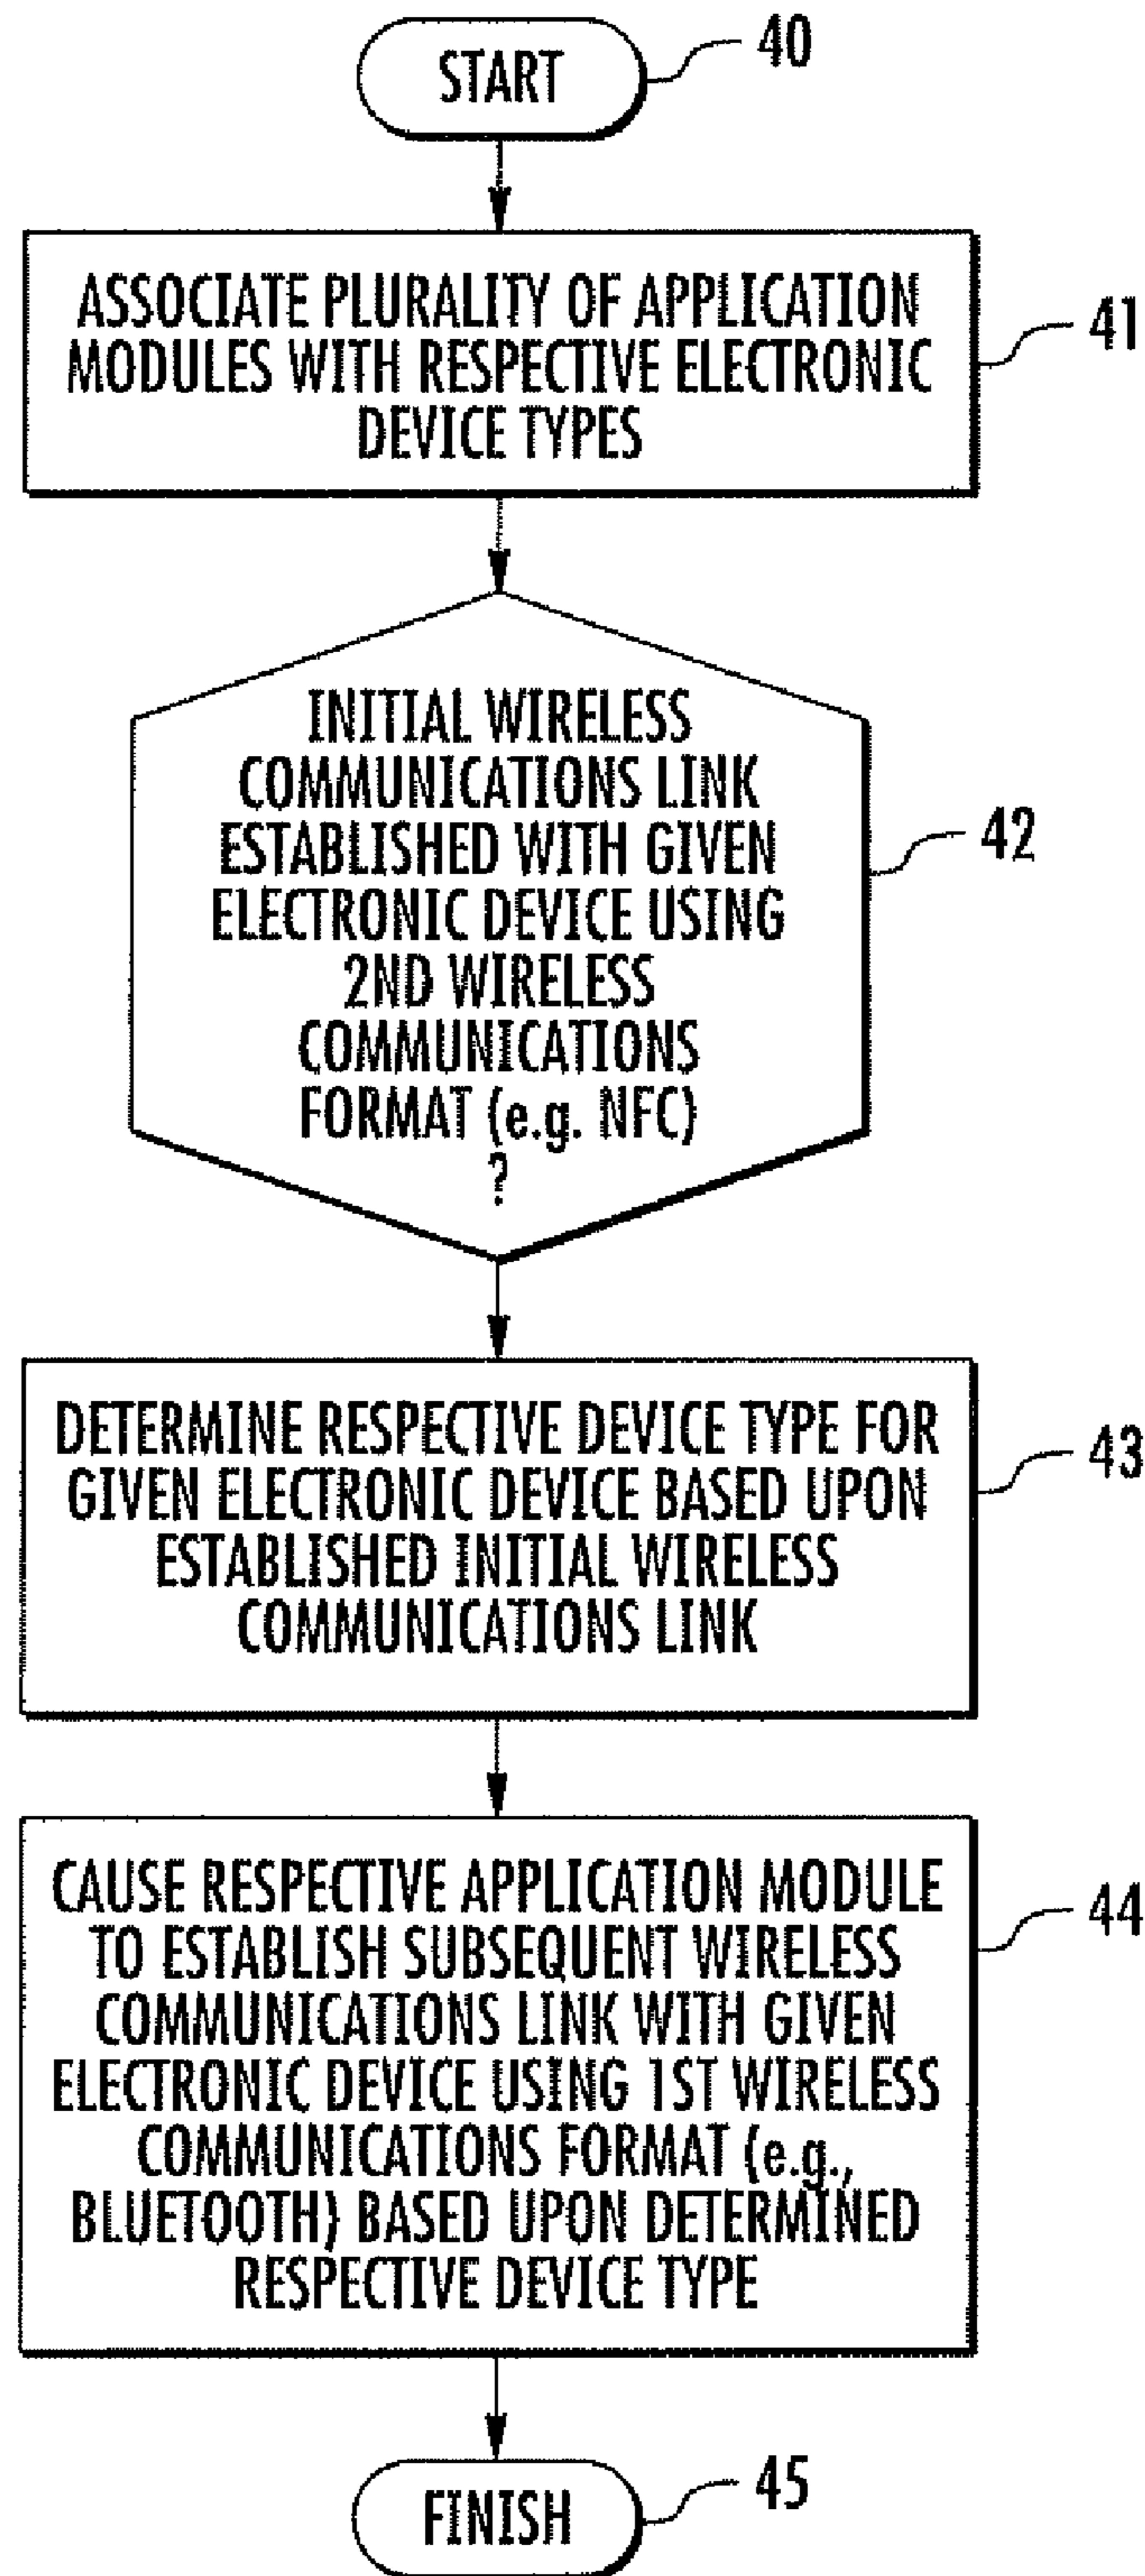 START
40
ASSOCIATE PLURALITY OF APPLICATION
MODULES WITH RESPECTIVE ELECTRONIC
DEVICE TYPES
41
INITIAL WIRELESS
COMMUNICATIONS LINK
ESTABLISHED WITH GIVEN
ELECTRONIC DEVICE USING
2ND WIRELESS
COMMUNICATIONS
FORMAT (e.g. NFC)
?
42
DETERMINE RESPECTIVE DEVICE TYPE FOR
GIVEN ELECTRONIC DEVICE BASED UPON
ESTABLISHED INITIAL WIRELESS
COMMUNICATIONS LINK
43
CAUSE RESPECTIVE APPLICATION MODULE
TO ESTABLISH SUBSEQUENT WIRELESS
COMMUNICATIONS LINK WITH GIVEN
ELECTRONIC DEVICE USING 1ST WIRELESS
COMMUNICATIONS FORMAT (e.g.,
BLUETOOTH) BASED UPON DETERMINED
RESPECTIVE DEVICE TYPE
44
FINISH
45